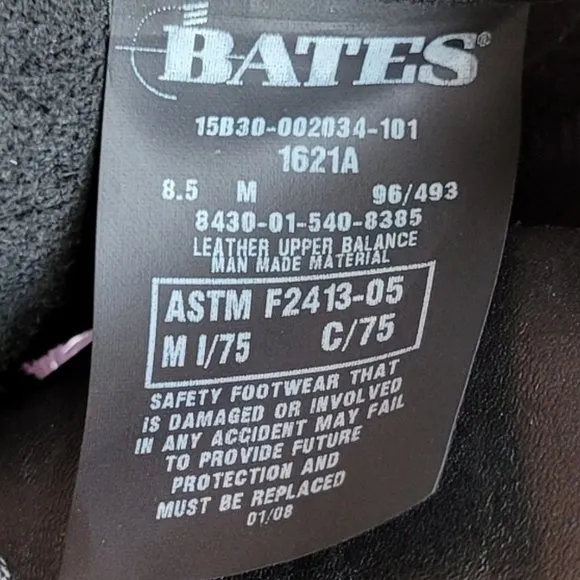 BATES®
15B30-002034-101
1621A
8.5 M 96/493
8430-01-540-8385
LEATHER UPPER BALANCE
MAN MADE MATERIAL
ASTM F2413-05
M I/75 C/75
SAFETY FOOTWEAR THAT
IS DAMAGED OR INVOLVED
IN ANY ACCIDENT MAY FAIL
TO PROVIDE FUTURE
PROTECTION AND
MUST BE REPLACED
01/08